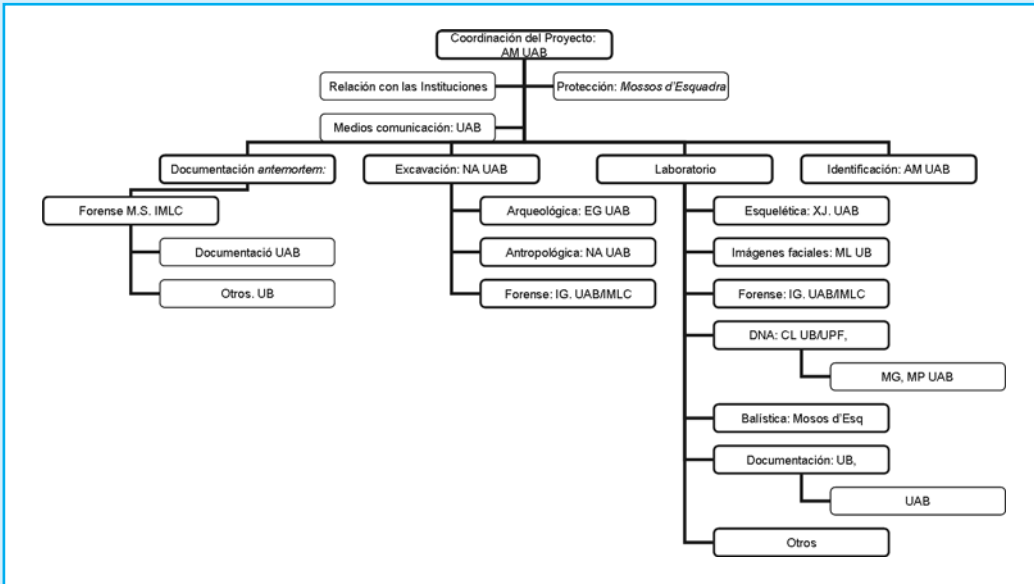 Coordinación del Proyecto:
AM UAB
Relación con las Instituciones
Protección: Mossos d'Esquadra
Medios comunicación: UAB
Documentación antemortem:
Excavación: NA UAB
Laboratorio
Identificación: AM UAB
Forense M.S. IMLC
Arqueológica: EG UAB
Esquelética: XJ. UAB
Documentació UAB
Antropológica: NA UAB
Imágenes faciales: ML UB
Otros. UB
Forense: IG. UAB/IMLC
Forense: IG. UAB/IMLC
DNA: CL UB/UPF,
MG, MP UAB
Balística: Mosos d'Esq
Documentación: UB,
UAB
Otros